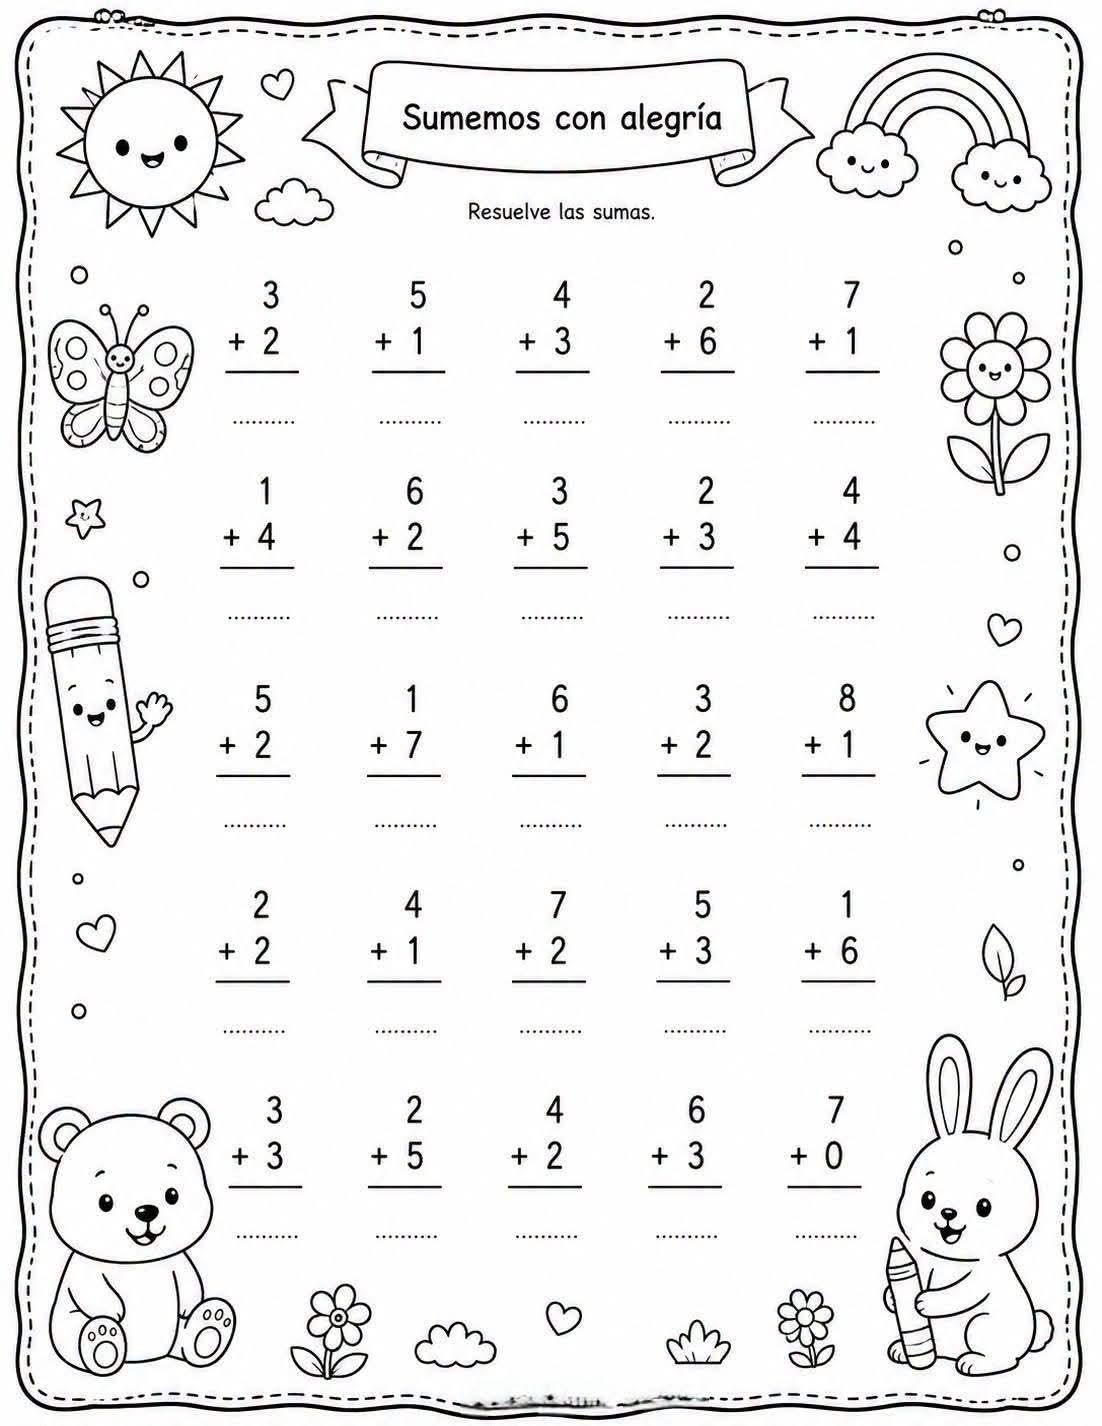 Sumemos con alegría
Resuelve las sumas.
3 5 4 2 7
+ 2 + 1 + 3 + 6 + 1
1 6 3 2 4
+ 4 + 2 + 5 + 3 + 4
5 1 6 3 8
+ 2 + 7 + 1 + 2 + 1
2 4 7 5 1
+ 2 + 1 + 2 + 3 + 6
3 2 4 6 7
+ 3 + 5 + 2 + 3 + 0